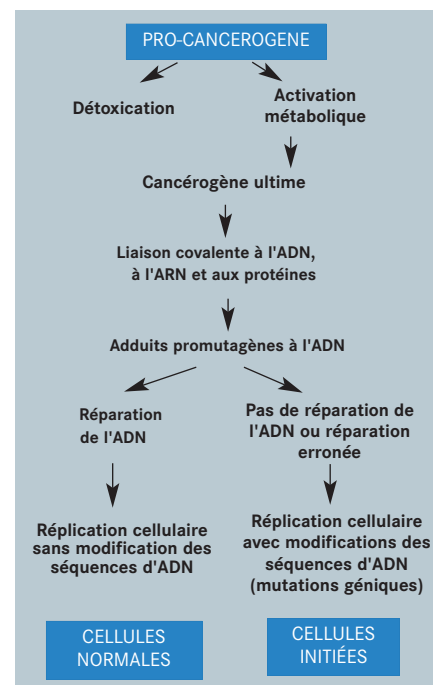 PRO-CANCEROGENE
Détoxication
Activation
métabolique
Cancérogène ultime
Liaison covalente à l'ADN,
à l'ARN et aux protéines
Adduits promutagènes à l'ADN
Réparation
de l'ADN
Pas de réparation de
l'ADN ou réparation
erronée
Réplication cellulaire
sans modification des
séquences d'ADN
Réplication cellulaire
avec modifications des
séquences d'ADN
(mutations géniques)
CELLULES
NORMALES
CELLULES
INITIÉES